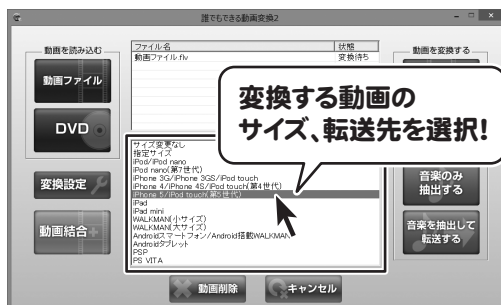 誰でもできる動画変換2
動画を読み込む
動画ファイル
DVD
変換設定
動画結合
ファイル名
状態
動画ファイル.flv
変換待ち
変換する動画の
サイズ、転送先を選択!
サイズ変更なし
指定サイズ
iPod/iPod nano
iPod nano(第7世代)
iPhone 3G/iPhone 3GS/iPod touch
iPhone 4/iPhone 4S/iPod touch(第4世代)
iPhone 5/iPod touch(第5世代)
iPad
iPad mini
WALKMAN(小サイズ)
WALKMAN(大サイズ)
Androidスマートフォン/Android搭載WALKMAN
Androidタブレット
PSP
PS VITA
動画を変換する
音楽のみ
抽出する
音楽を抽出して
転送する
動画削除
キャンセル